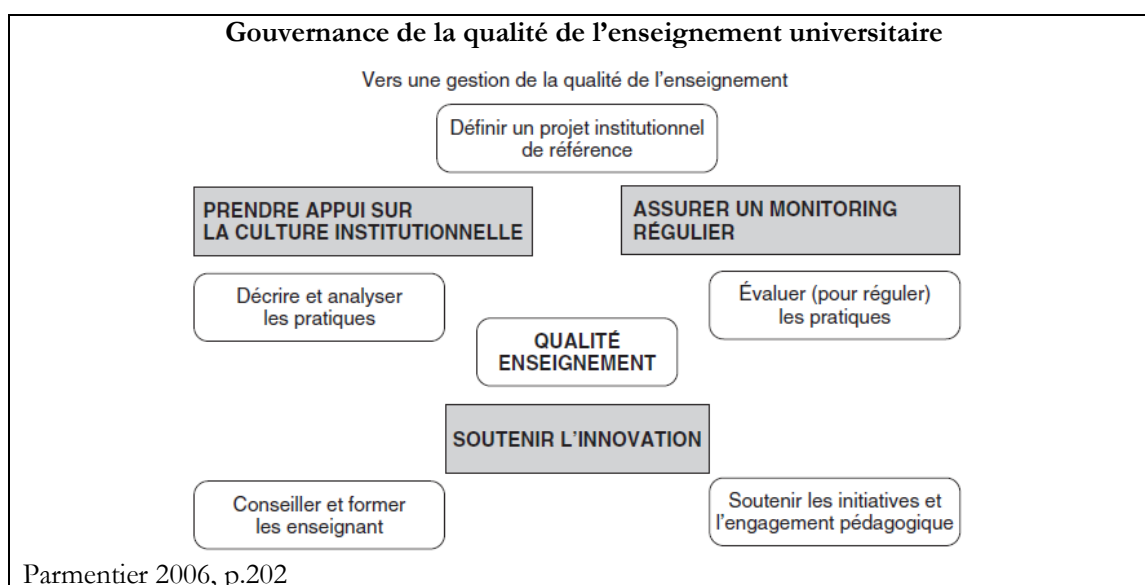 Gouvernance de la qualité de l’enseignement universitaire
Vers une gestion de la qualité de l’enseignement
Définir un projet institutionnel
de référence
PRENDRE APPUI SUR
LA CULTURE INSTITUTIONNELLE
ASSURER UN MONITORING
RÉGULIER
Décrire et analyser
les pratiques
Évaluer (pour réguler)
les pratiques
QUALITÉ
ENSEIGNEMENT
SOUTENIR L’INNOVATION
Conseiller et former
les enseignant
Soutenir les initiatives et
l’engagement pédagogique
Parmentier 2006, p.202